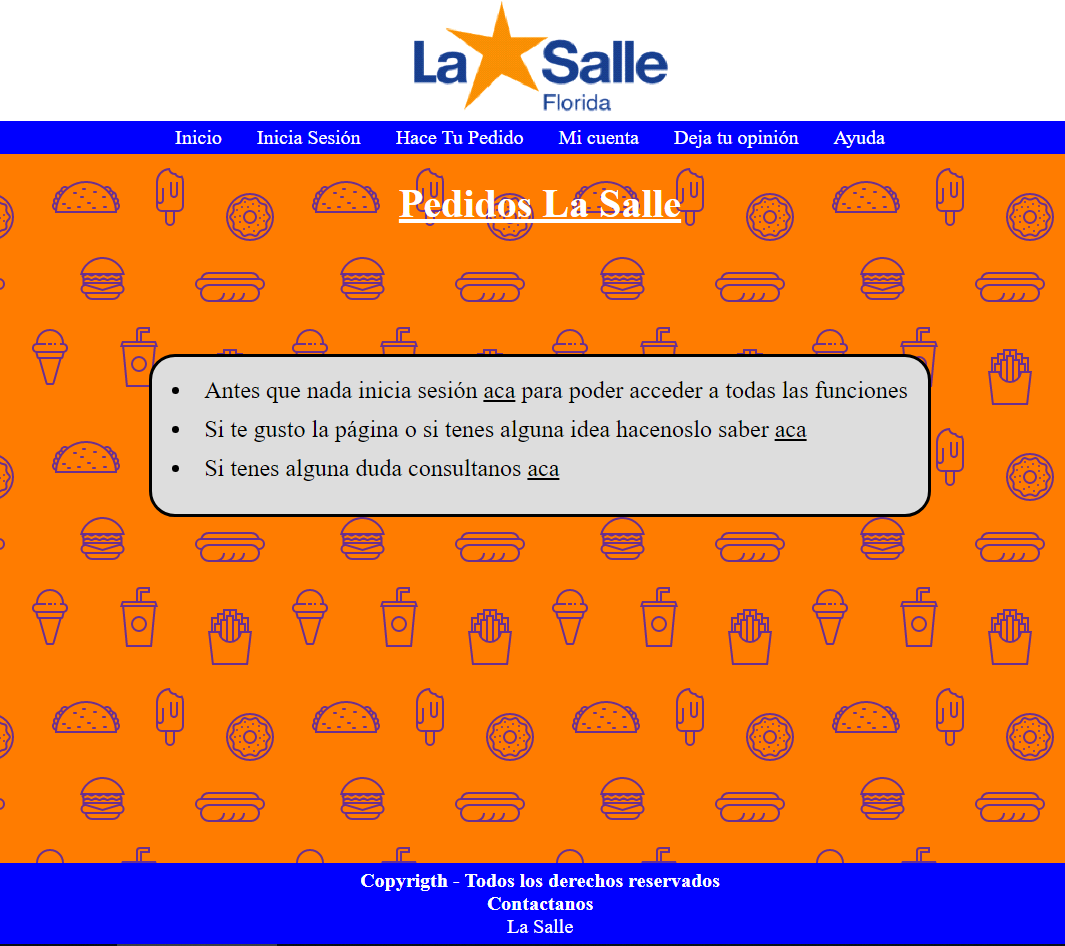 La Salle
Florida
Inicio Inicia Sesión Hace Tu Pedido Mi cuenta Deja tu opinión Ayuda
Pedidos La Salle
Antes que nada inicia sesión aca para poder acceder a todas las funciones
Si te gusto la página o si tenes alguna idea hacenoslo saber aca
Si tenes alguna duda consultanos aca
Copyrigth - Todos los derechos reservados
Contactanos
La Salle